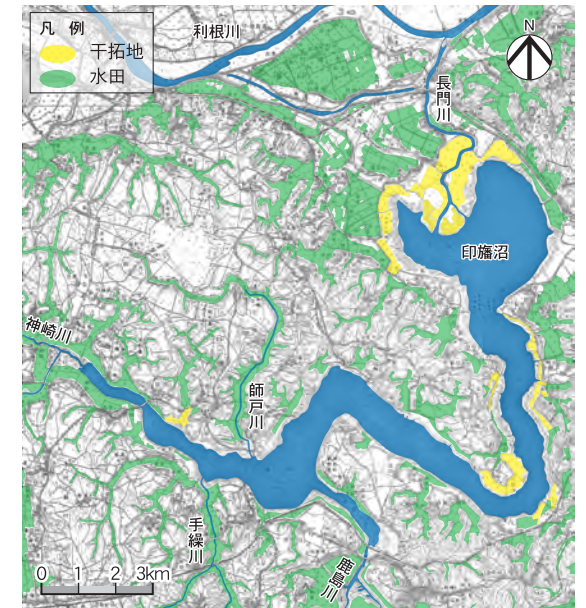 凡 例
干拓地
水田
利根川
N
長門川
印旛沼
神崎川
師戸川
手繰川
鹿島川
0 1 2 3km